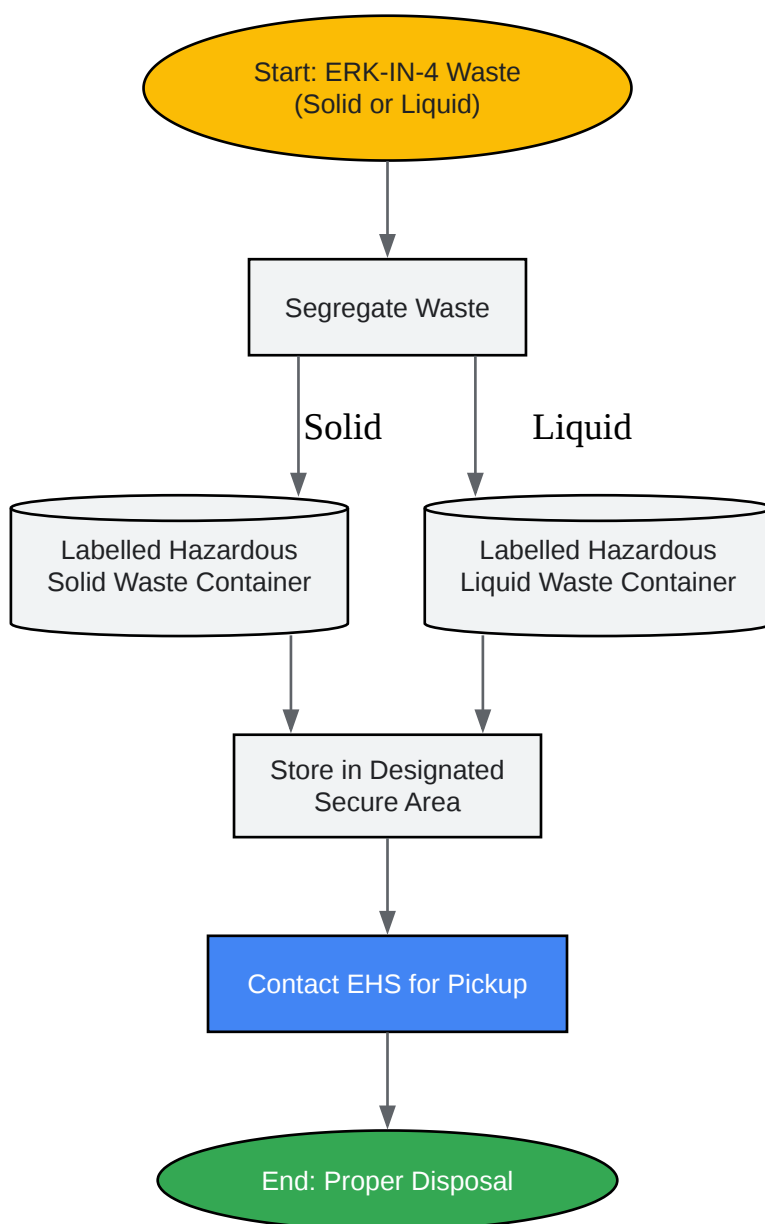 Start: ERK-IN-4 Waste
(Solid or Liquid)
Segregate Waste
Solid
Liquid
Labelled Hazardous
Solid Waste Container
Labelled Hazardous
Liquid Waste Container
Store in Designated
Secure Area
Contact EHS for Pickup
End: Proper Disposal